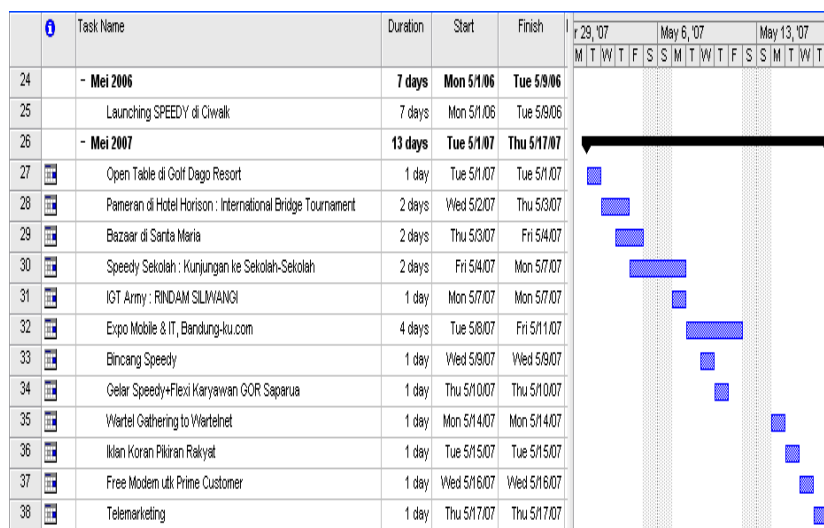 Task Name Duration Start Finish r 29, '07 May 6, '07 May 13, '07
M T W T F S S M T W T F S S M T W T
24 - Mei 2006 7 days Mon 5/1/06 Tue 5/9/06
25 Launching SPEEDY di Ciwalk 7 days Mon 5/1/06 Tue 5/9/06
26 - Mei 2007 13 days Tue 5/1/07 Thu 5/17/07
27 Open Table di Golf Dago Resort 1 day Tue 5/1/07 Tue 5/1/07
28 Pameran di Hotel Horison : International Bridge Tournament 2 days Wed 5/2/07 Thu 5/3/07
29 Bazaar di Santa Maria 2 days Thu 5/3/07 Fri 5/4/07
30 Speedy Sekolah : Kunjungan ke Sekolah-Sekolah 2 days Fri 5/4/07 Mon 5/7/07
31 IGT Army : RINDAM SILIWANGI 1 day Mon 5/7/07 Mon 5/7/07
32 Expo Mobile & IT, Bandung-ku.com 4 days Tue 5/8/07 Fri 5/11/07
33 Bincang Speedy 1 day Wed 5/9/07 Wed 5/9/07
34 Gelar Speedy+Flexi Karyawan GOR Saparua 1 day Thu 5/10/07 Thu 5/10/07
35 Wartel Gathering to Wartelnet 1 day Mon 5/14/07 Mon 5/14/07
36 Iklan Koran Pikiran Rakyat 1 day Tue 5/15/07 Tue 5/15/07
37 Free Modem utk Prime Customer 1 day Wed 5/16/07 Wed 5/16/07
38 Telemarketing 1 day Thu 5/17/07 Thu 5/17/07